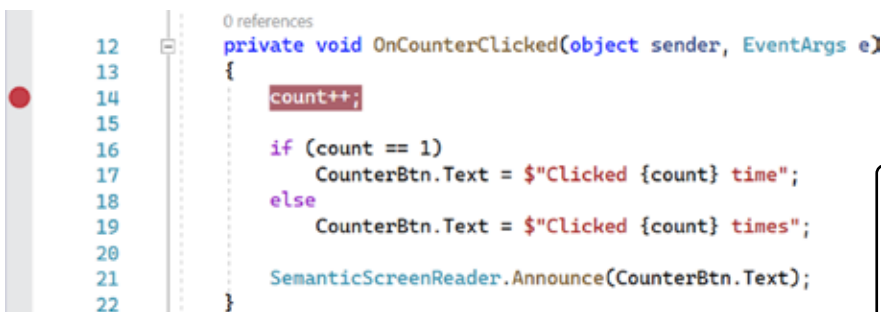 0 references
12 private void OnCounterClicked(object sender, EventArgs e)
13 {
14 count++;
15
16 if (count == 1)
17 CounterBtn.Text = $"Clicked {count} time";
18 else
19 CounterBtn.Text = $"Clicked {count} times";
20
21 SemanticScreenReader.Announce(CounterBtn.Text);
22 }